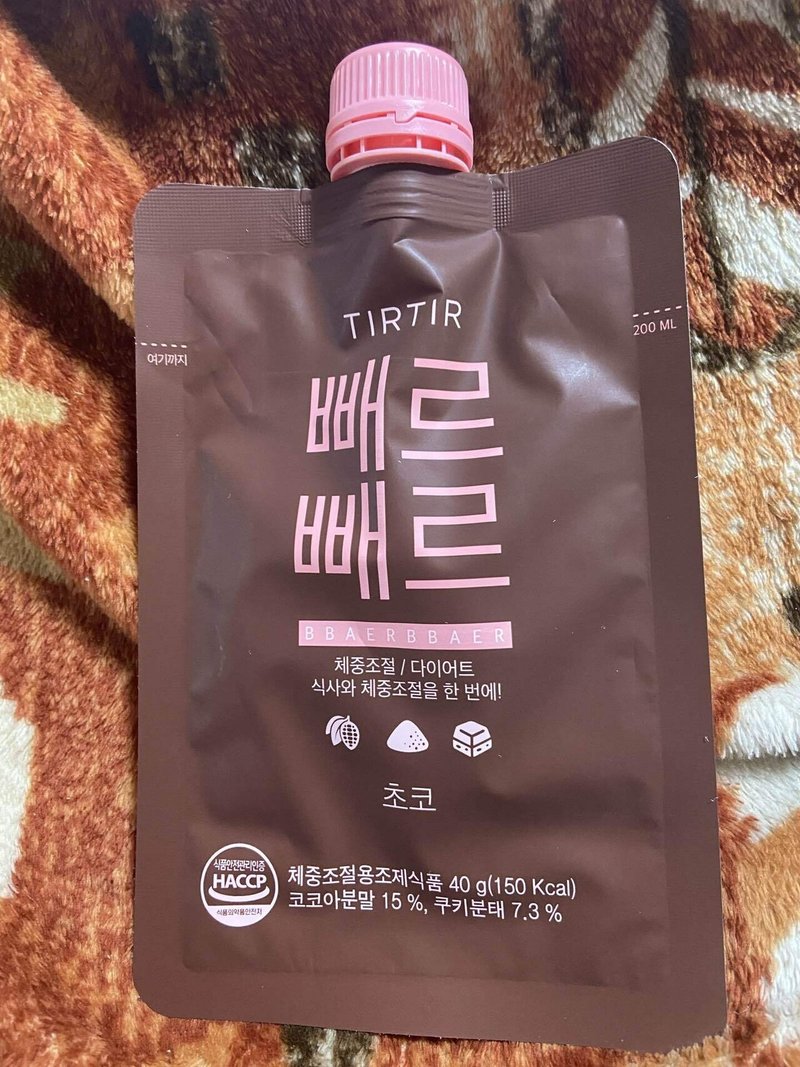 TIRTIR
여기까지
200 ML
빼르
빼르
BBAERBBAER
체중조절 / 다이어트
식사와 체중조절을 한 번에!
초코
식품안전관리인증
HACCP
식품의약품안전처
체중조절용조제식품 40 g(150 Kcal)
코코아분말 15 %, 쿠키분태 7.3 %